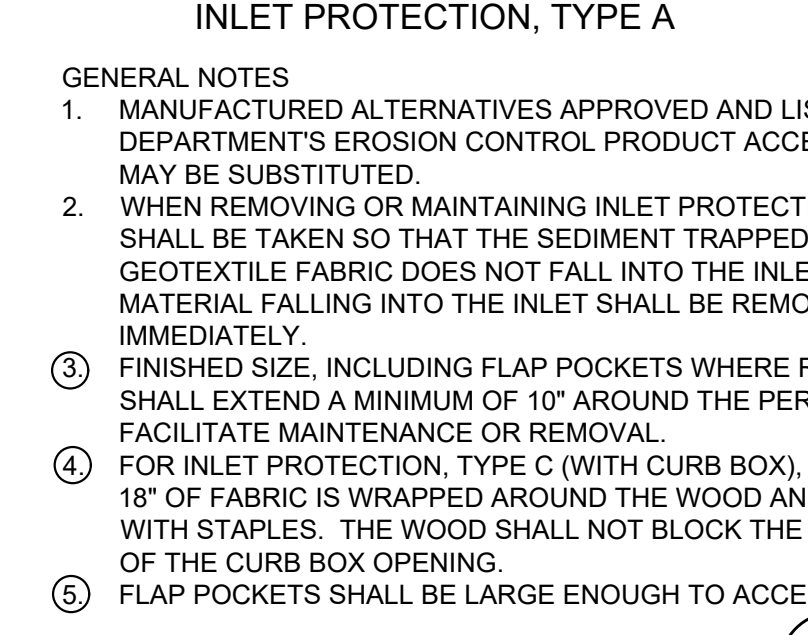 INLET PROTECTION, TYPE A
GENERAL NOTES
1. MANUFACTURED ALTERNATIVES APPROVED AND
DEPARTMENT'S EROSION CONTROL PRODUCT
MAY BE SUBSTITUTED.
2. WHEN REMOVING OR MAINTAINING INLET
SHALL BE TAKEN SO THAT THE SEDIMENT TRAPPED
GEOTEXTILE FABRIC DOES NOT FALL INTO THE
MATERIAL FALLING INTO THE INLET SHALL BE
IMMEDIATELY.
3. FINISHED SIZE, INCLUDING FLAP POCKETS WHERE
SHALL EXTEND A MINIMUM OF 10" AROUND THE
FACILITATE MAINTENANCE OR REMOVAL.
4. FOR INLET PROTECTION, TYPE C (WITH CURB BOX),
18" OF FABRIC IS WRAPPED AROUND THE WOOD
WITH STAPLES. THE WOOD SHALL NOT BLOCK THE
OF THE CURB BOX OPENING.
5. FLAP POCKETS SHALL BE LARGE ENOUGH TO